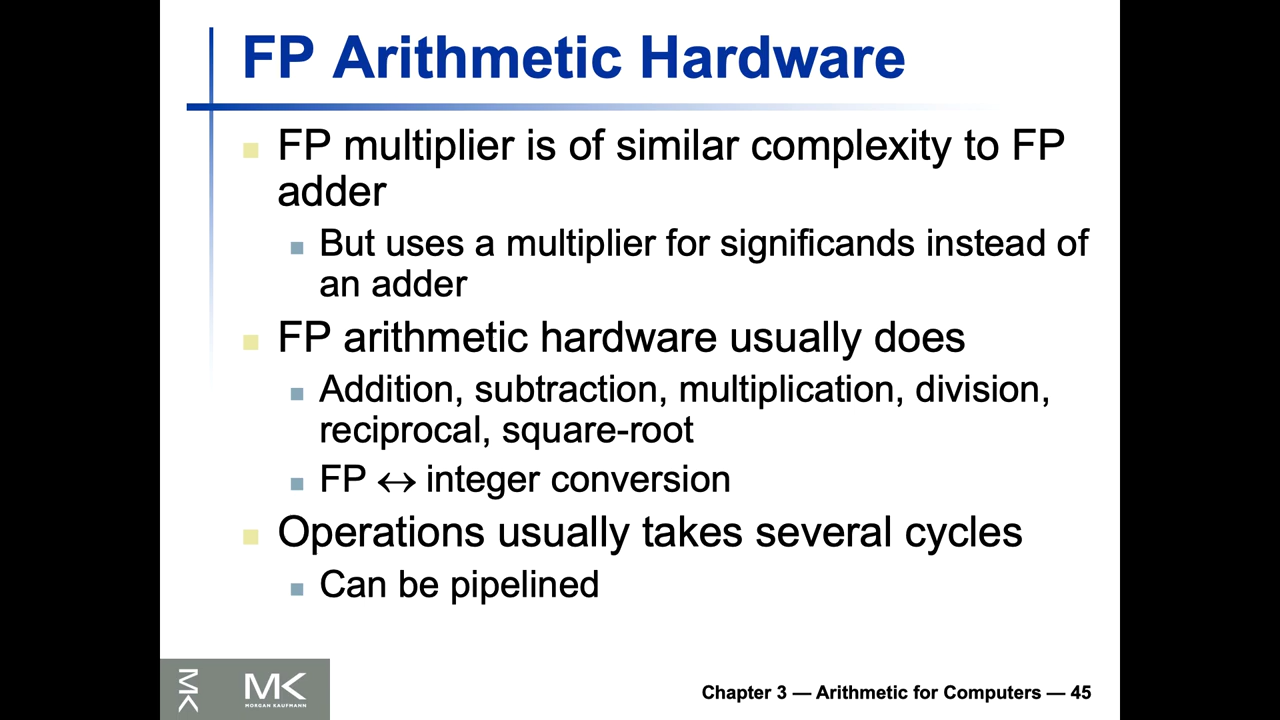 FP Arithmetic Hardware
FP multiplier is of similar complexity to FP
adder
But uses a multiplier for significands instead of
an adder
FP arithmetic hardware usually does
Addition, subtraction, multiplication, division,
reciprocal, square-root
FP ↔ integer conversion
Operations usually takes several cycles
Can be pipelined
MK
MK
MORGAN KAUFMANN
Chapter 3 — Arithmetic for Computers — 45